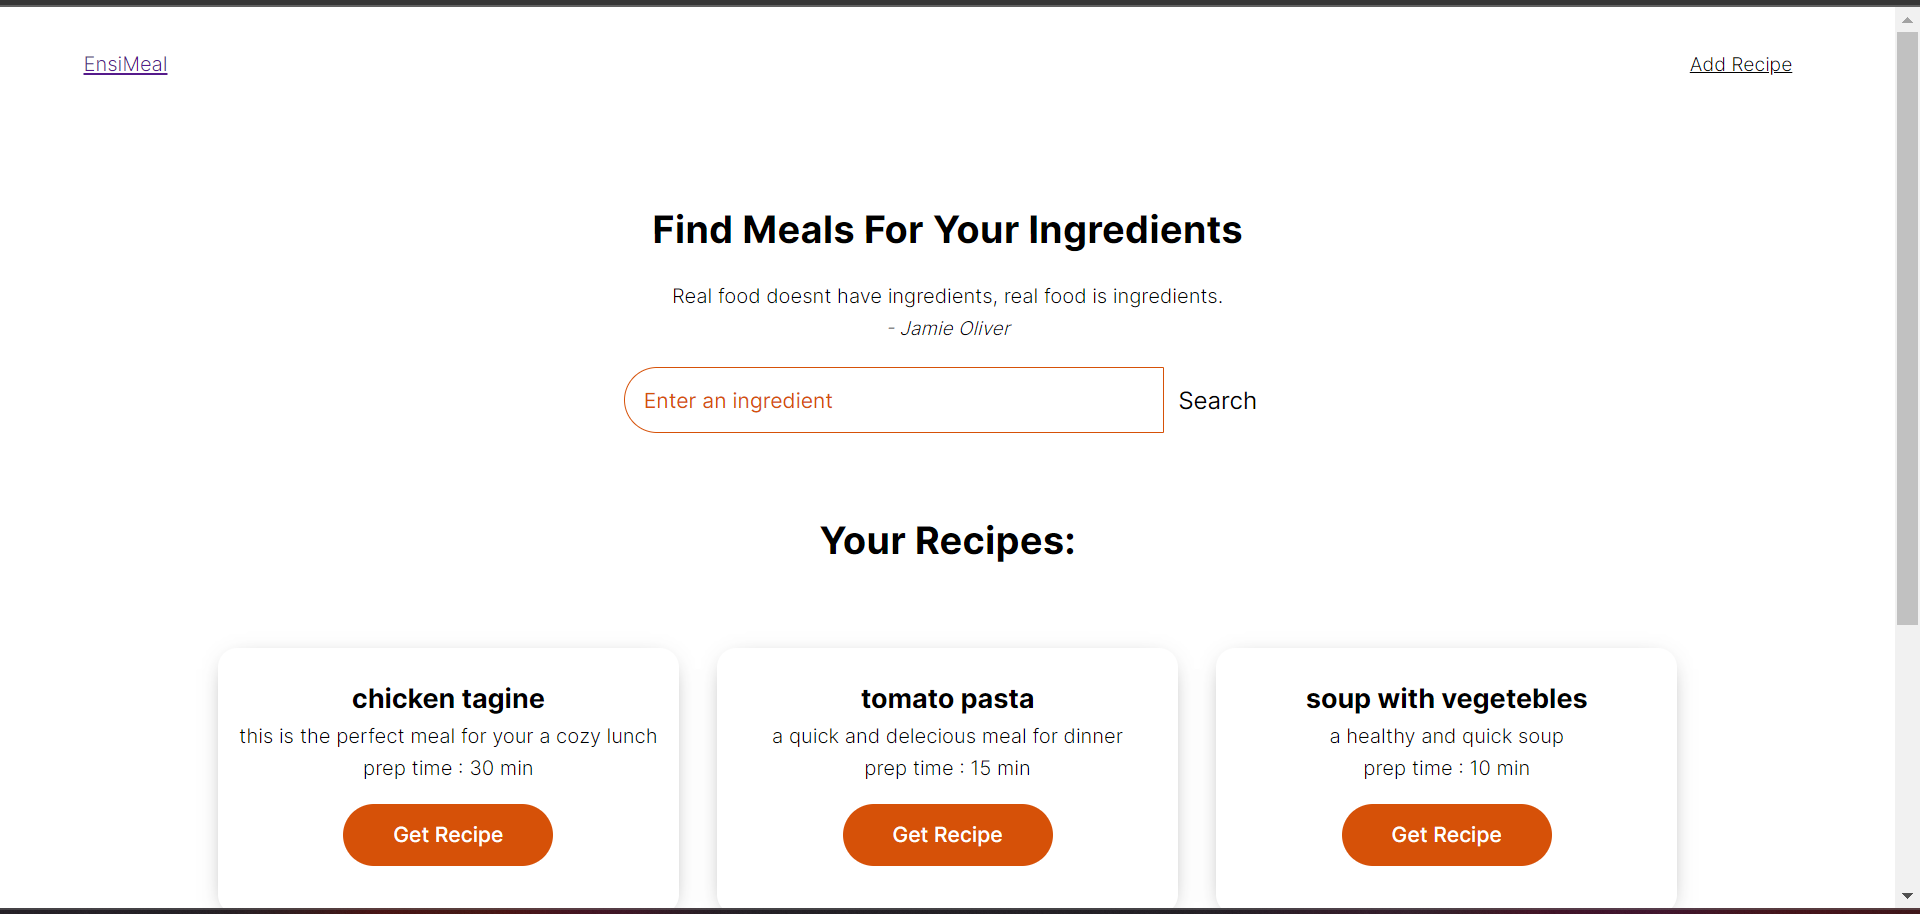 EnsiMeal
Add Recipe
Find Meals For Your Ingredients
Real food doesnt have ingredients, real food is ingredients.
- Jamie Oliver
Enter an ingredient
Search
Your Recipes:
chicken tagine
this is the perfect meal for your a cozy lunch
prep time : 30 min
Get Recipe
tomato pasta
a quick and delecious meal for dinner
prep time : 15 min
Get Recipe
soup with vegetebles
a healthy and quick soup
prep time : 10 min
Get Recipe